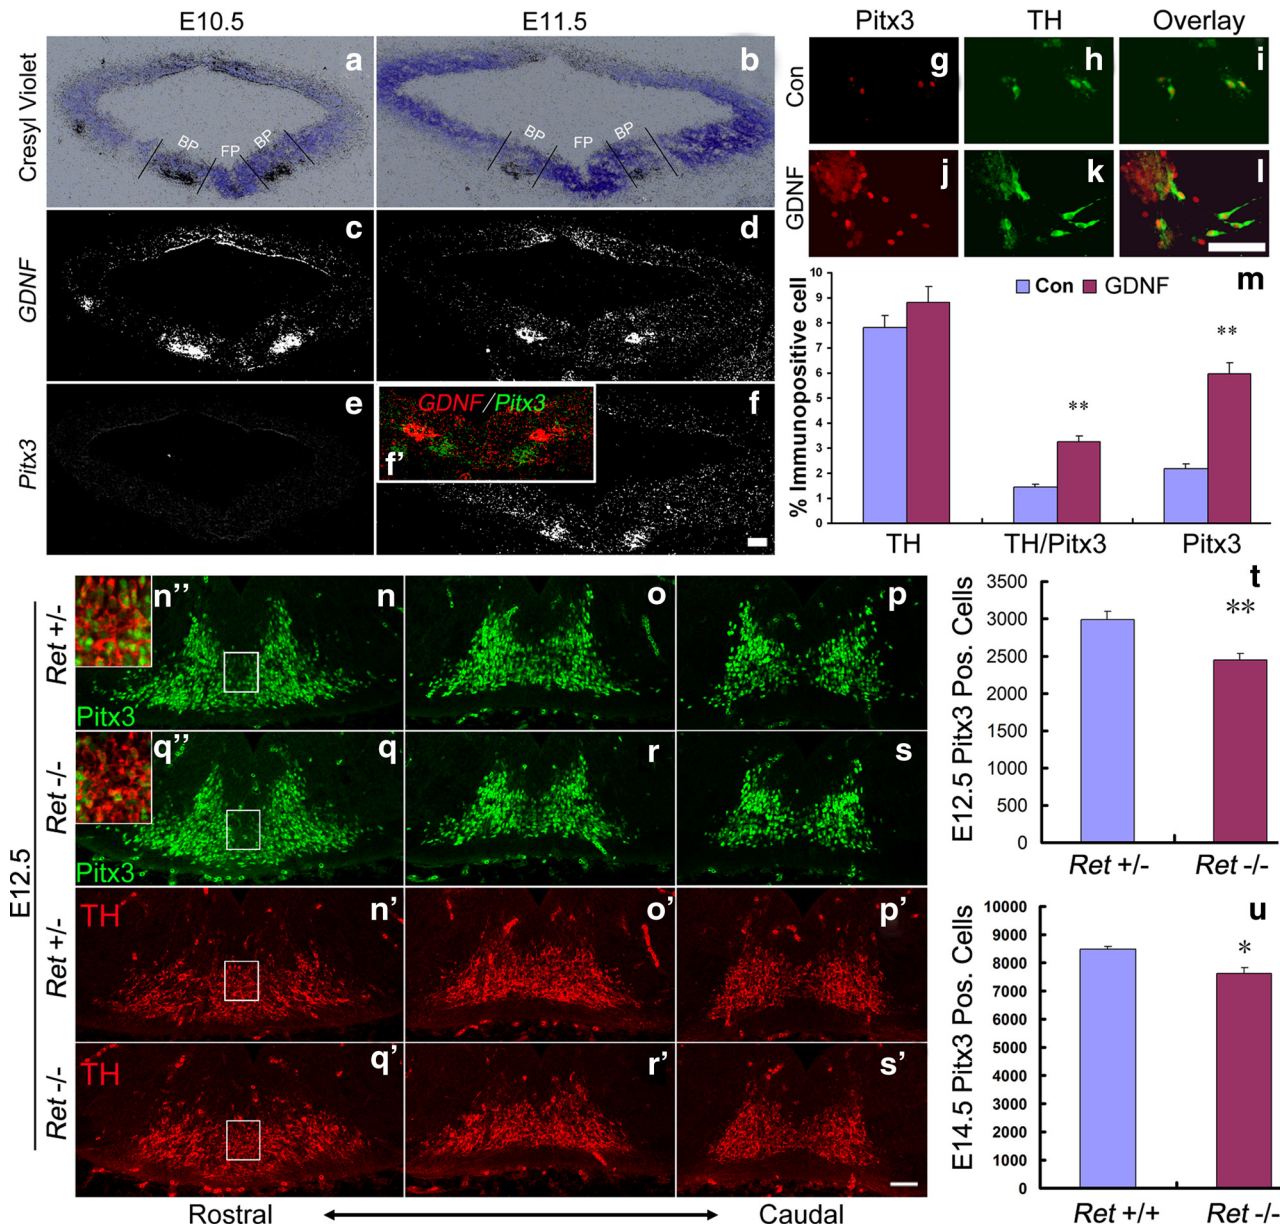 E10.5 E11.5
Cresyl Violet
a
BP FP BP
b
BP FP BP
GDNF
c
d
Pitx3
e
GDNF/Pitx3
f’
f
Pitx3 TH Overlay
Con
g
h
i
GDNF
j
k
l
m
Con GDNF
% Immunopositive cell
10
9
8
7
6
5
4
3
2
1
0
**
**
TH TH/Pitx3 Pitx3
E12.5
Ret +/-
n’’
n
Pitx3
o
p
Ret -/-
q’’
q
Pitx3
r
s
Ret +/-
TH
n’
o’
p’
Ret -/-
TH
q’
r’
s’
Rostral Caudal
t
E12.5 Pitx3 Pos. Cells
3500
3000
2500
2000
1500
1000
500
0
**
Ret +/- Ret -/-
u
E14.5 Pitx3 Pos. Cells
10000
9000
8000
7000
6000
5000
4000
3000
2000
1000
0
*
Ret +/+ Ret -/-